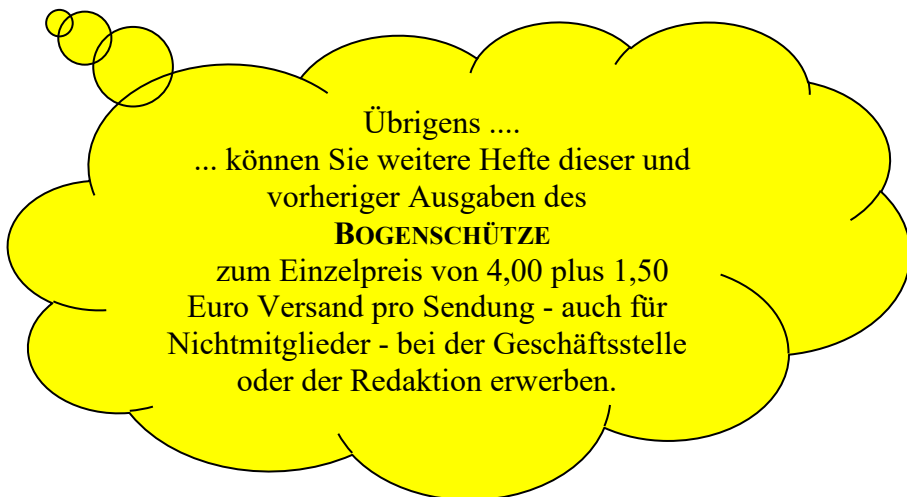 Übrigens ....
... können Sie weitere Hefte dieser und
vorheriger Ausgaben des
BOGENSCHÜTZE
zum Einzelpreis von 4,00 plus 1,50
Euro Versand pro Sendung - auch für
Nichtmitglieder - bei der Geschäftsstelle
oder der Redaktion erwerben.